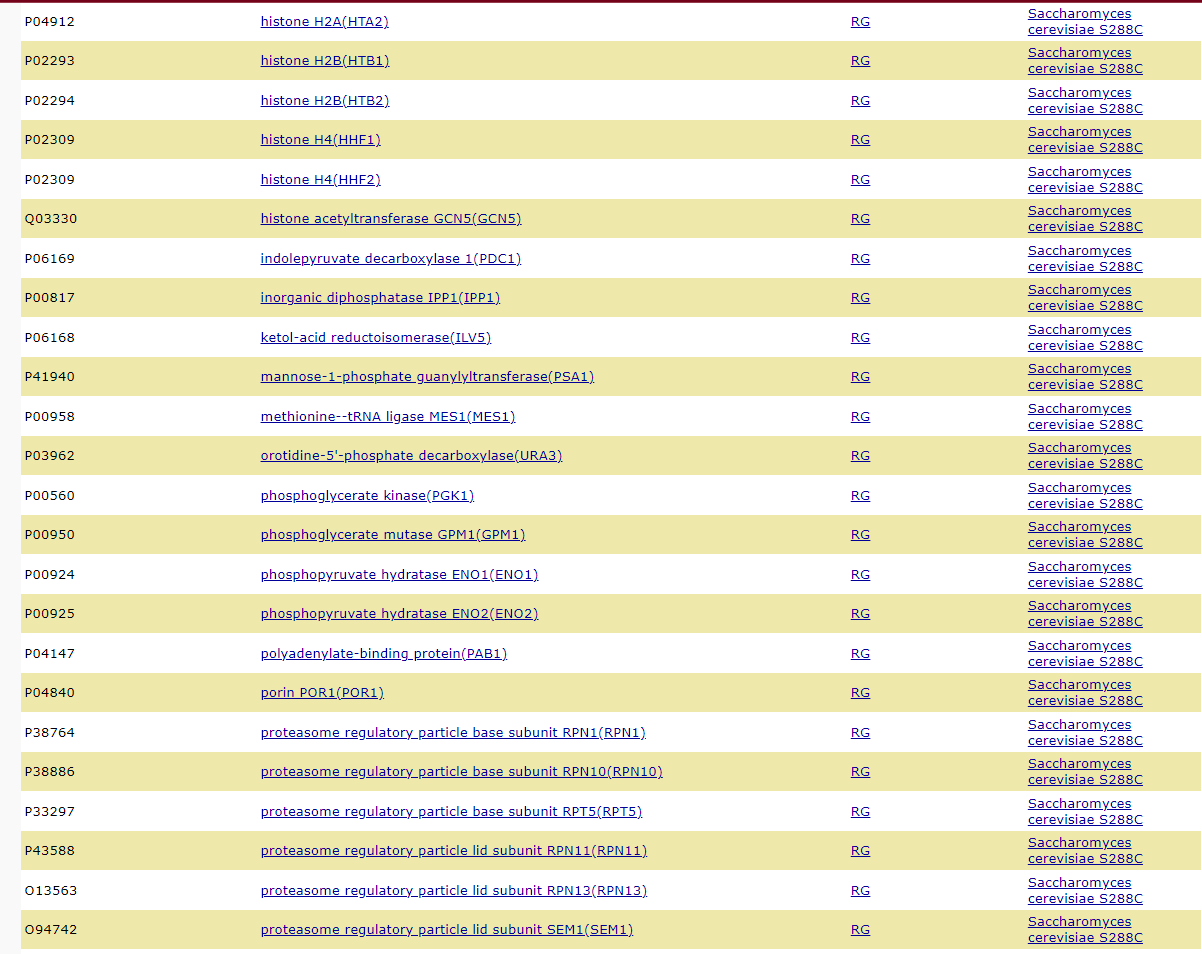 P04912 histone H2A(HTA2) RG Saccharomyces
cerevisiae S288C
P02293 histone H2B(HTB1) RG Saccharomyces
cerevisiae S288C
P02294 histone H2B(HTB2) RG Saccharomyces
cerevisiae S288C
P02309 histone H4(HHF1) RG Saccharomyces
cerevisiae S288C
P02309 histone H4(HHF2) RG Saccharomyces
cerevisiae S288C
Q03330 histone acetyltransferase GCN5(GCN5) RG Saccharomyces
cerevisiae S288C
P06169 indolepyruvate decarboxylase 1(PDC1) RG Saccharomyces
cerevisiae S288C
P00817 inorganic diphosphatase IPP1(IPP1) RG Saccharomyces
cerevisiae S288C
P06168 ketol-acid reductoisomerase(ILV5) RG Saccharomyces
cerevisiae S288C
P41940 mannose-1-phosphate guanylyltransferase(PSA1) RG Saccharomyces
cerevisiae S288C
P00958 methionine--tRNA ligase MES1(MES1) RG Saccharomyces
cerevisiae S288C
P03962 orotidine-5'-phosphate decarboxylase(URA3) RG Saccharomyces
cerevisiae S288C
P00560 phosphoglycerate kinase(PGK1) RG Saccharomyces
cerevisiae S288C
P00950 phosphoglycerate mutase GPM1(GPM1) RG Saccharomyces
cerevisiae S288C
P00924 phosphopyruvate hydratase ENO1(ENO1) RG Saccharomyces
cerevisiae S288C
P00925 phosphopyruvate hydratase ENO2(ENO2) RG Saccharomyces
cerevisiae S288C
P04147 polyadenylate-binding protein(PAB1) RG Saccharomyces
cerevisiae S288C
P04840 porin POR1(POR1) RG Saccharomyces
cerevisiae S288C
P38764 proteasome regulatory particle base subunit RPN1(RPN1) RG Saccharomyces
cerevisiae S288C
P38886 proteasome regulatory particle base subunit RPN10(RPN10) RG Saccharomyces
cerevisiae S288C
P33297 proteasome regulatory particle base subunit RPT5(RPT5) RG Saccharomyces
cerevisiae S288C
P43588 proteasome regulatory particle lid subunit RPN11(RPN11) RG Saccharomyces
cerevisiae S288C
O13563 proteasome regulatory particle lid subunit RPN13(RPN13) RG Saccharomyces
cerevisiae S288C
O94742 proteasome regulatory particle lid subunit SEM1(SEM1) RG Saccharomyces
cerevisiae S288C